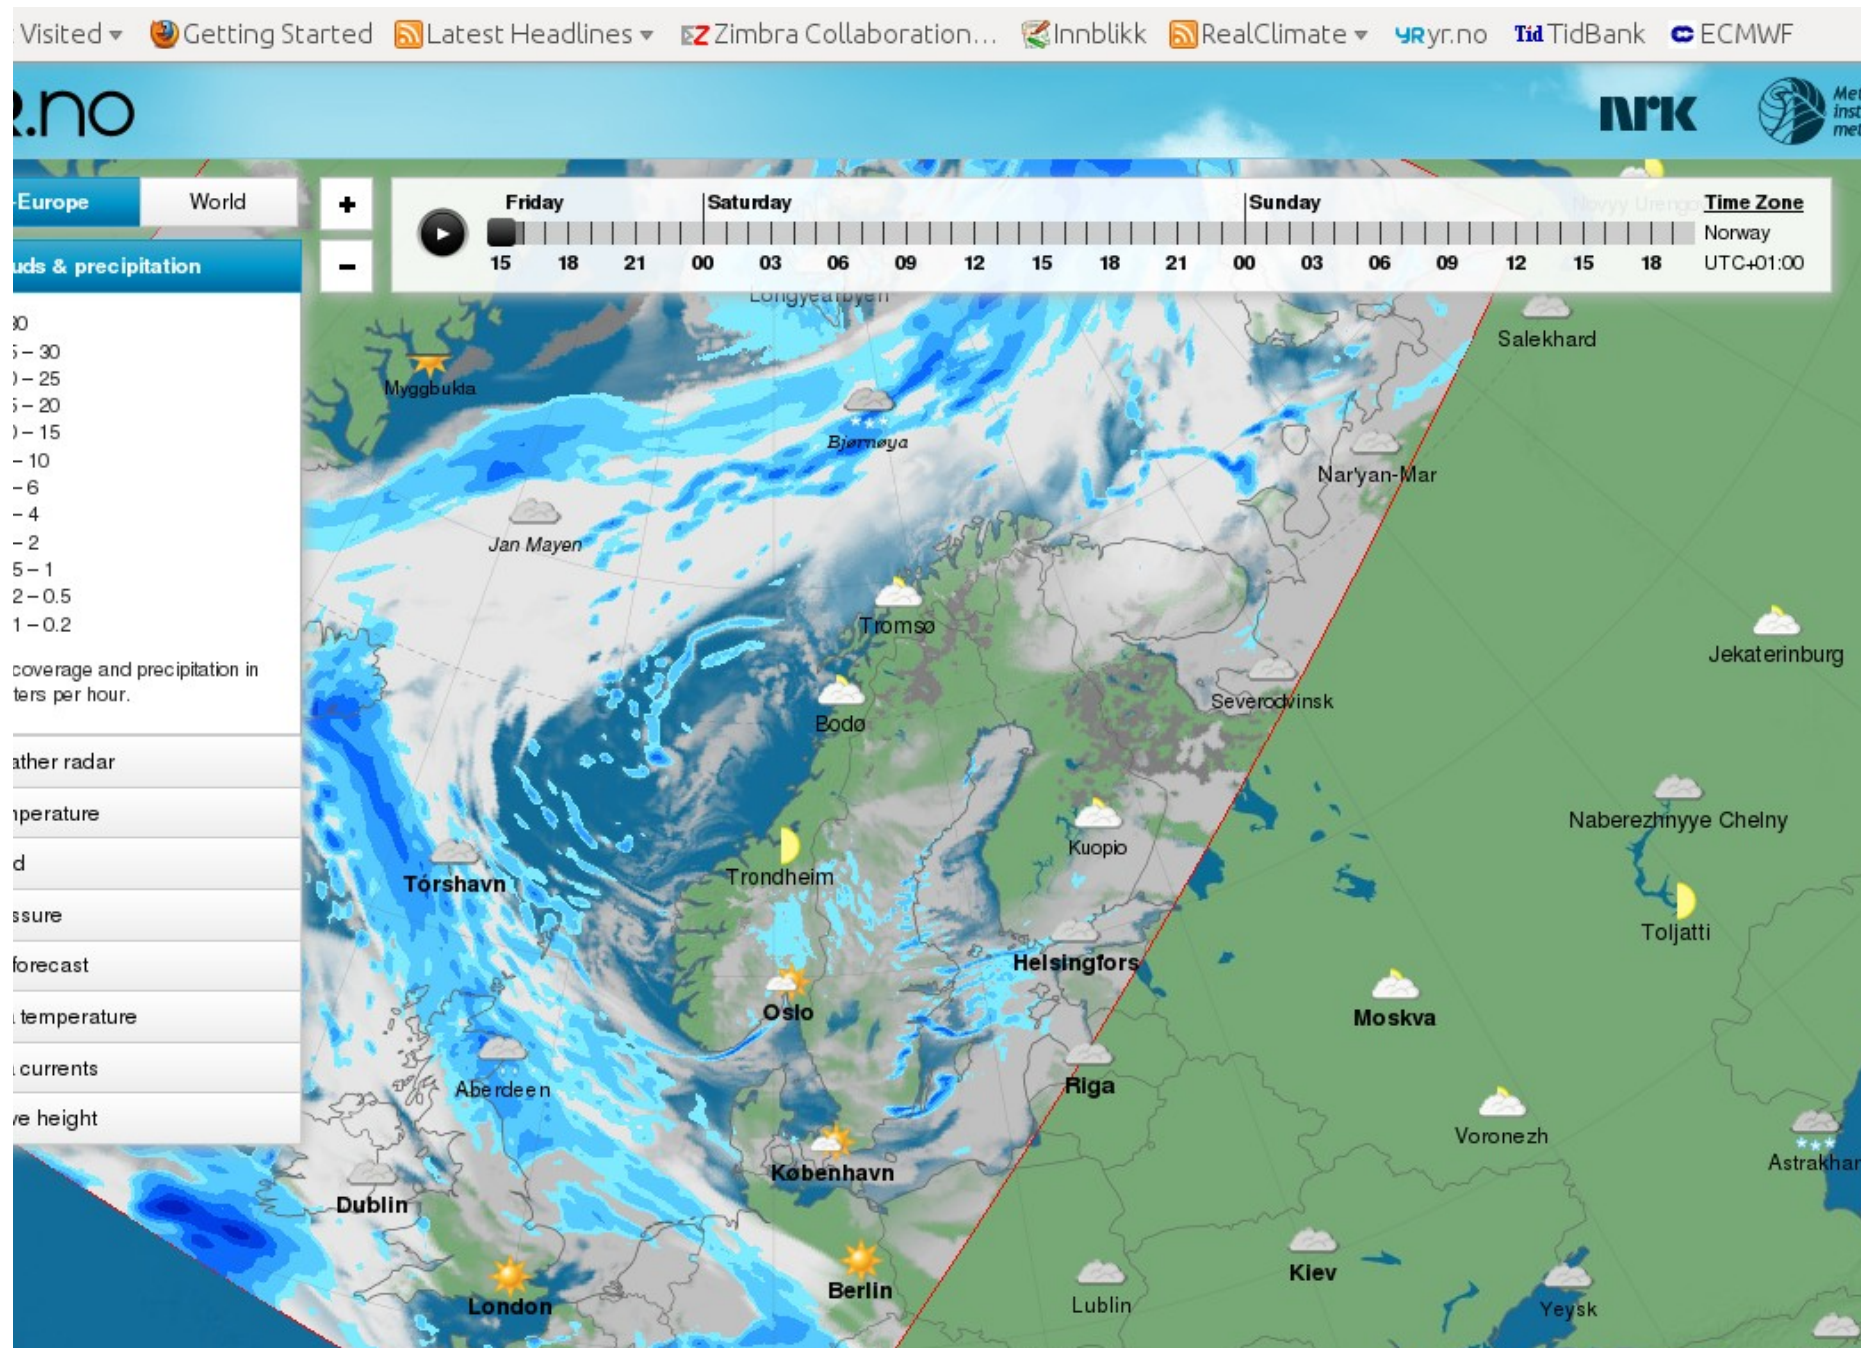 Visited Getting Started Latest Headlines Zimbra Collaboration... Innblikk RealClimate yr.no TidBank ECMWF
.no
nrk
Met
inst
met
-Europe World
+
-
Friday Saturday Sunday
Time Zone
Norway
UTC+01:00
15 18 21 00 03 06 09 12 15 18 21 00 03 06 09 12 15 18
uds & precipitation
30
5 – 30
0 – 25
5 – 20
0 – 15
– 10
– 6
– 4
– 2
5 – 1
2 – 0.5
1 – 0.2
coverage and precipitation in
ters per hour.
ather radar
nperature
d
ssure
forecast
temperature
currents
ve height
Novyy Urengoy
Longyearbyen
Salekhard
Myggbukta
Bjørnøya
Nar'yan-Mar
Jan Mayen
Tromsø
Jekaterinburg
Severodvinsk
Bodø
Naberezhnyye Chelny
Kuopio
Trondheim
Tórshavn
Toljatti
Helsingfors
Oslo
Moskva
Riga
Aberdeen
Voronezh
Astrakhan
København
Dublin
Kiev
Berlin
Lublin
London
Yeysk